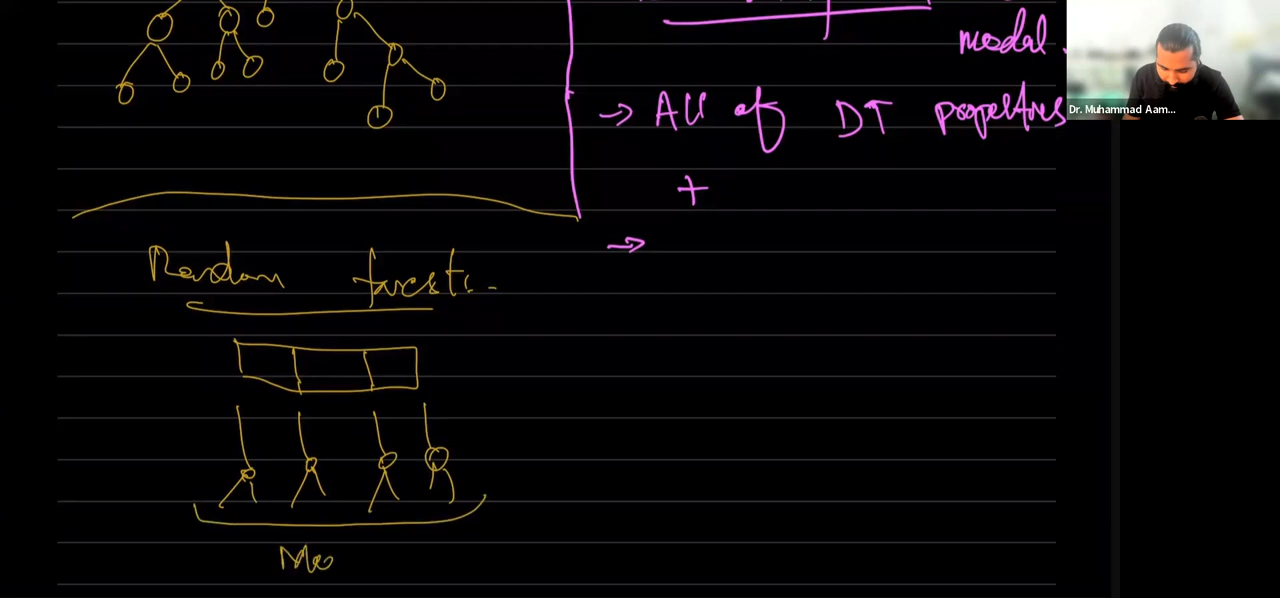 modal.
→ All of DT properties
+
→
Random forest.
Mo
Dr. Muhammad Aam...